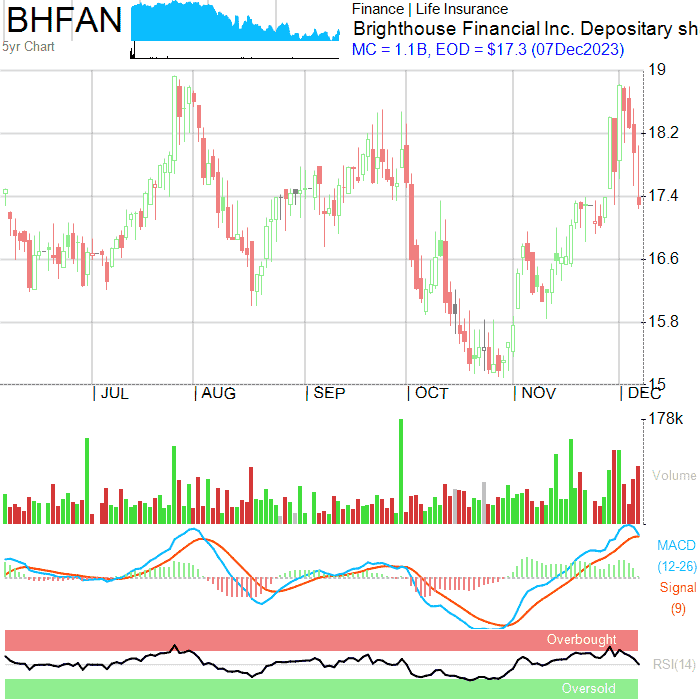 BHFAN
5yr Chart
Finance | Life Insurance
Brighthouse Financial Inc. Depositary sh
MC = 1.1B, EOD = $17.3 (07Dec2023)
19
18.2
17.4
16.6
15.8
15
| JUL | AUG | SEP | OCT | NOV | DEC
178k
Volume
MACD
(12-26)
Signal
(9)
Overbought
RSI(14)
Oversold